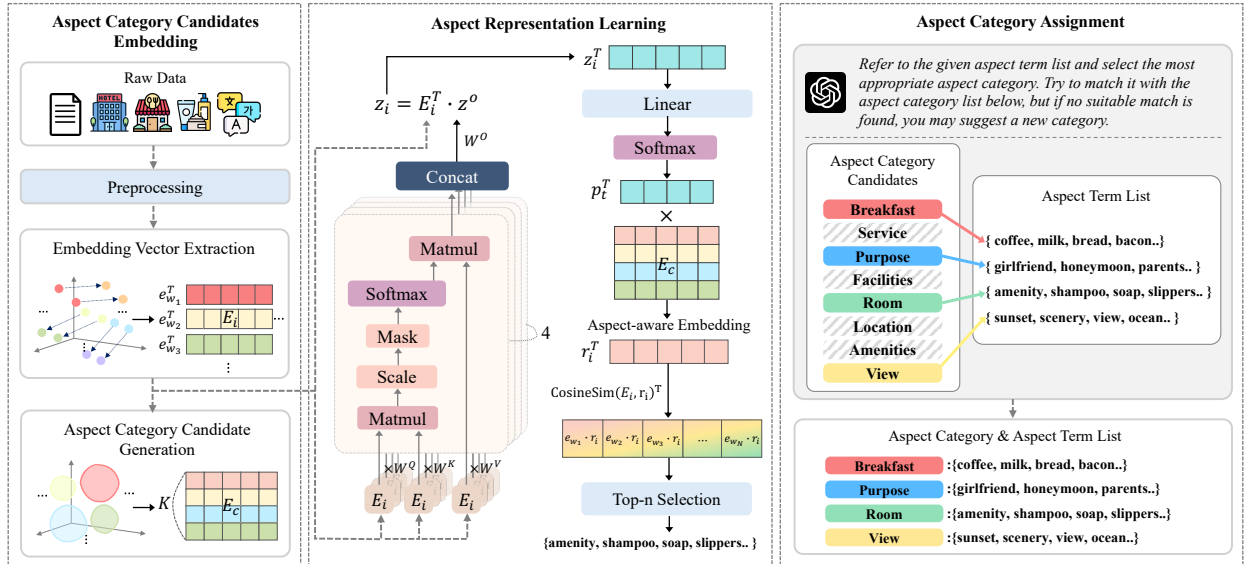 Aspect Category Candidates
Embedding
Raw Data
HOTEL
A
Preprocessing
Embedding Vector Extraction
e_{w_1}^T
e_{w_2}^T
e_{w_3}^T
E_i
...
...
...
⋮
⋮
Aspect Category Candidate
Generation
...
...
⋮
K
E_c
Aspect Representation Learning
z_i = E_i^T · z^o
W^O
Concat
Matmul
Softmax
Mask
Scale
Matmul
4
×W^Q
×W^K
×W^V
E_i
E_i
E_i
z_i^T
Linear
Softmax
p_t^T
×
E_c
Aspect-aware Embedding
r_i^T
CosineSim(E_i, r_i)^T
e_{w_1} · r_i
e_{w_2} · r_i
e_{w_3} · r_i
...
e_{w_N} · r_i
Top-n Selection
{amenity, shampoo, soap, slippers.. }
Aspect Category Assignment
Refer to the given aspect term list and select the most
appropriate aspect category. Try to match it with the
aspect category list below, but if no suitable match is
found, you may suggest a new category.
Aspect Category
Candidates
Breakfast
Service
Purpose
Facilities
Room
Location
Amenities
View
Aspect Term List
{ coffee, milk, bread, bacon..}
{ girlfriend, honeymoon, parents.. }
{ amenity, shampoo, soap, slippers.. }
{ sunset, scenery, view, ocean.. }
Aspect Category & Aspect Term List
Breakfast :{coffee, milk, bread, bacon..}
Purpose :{girlfriend, honeymoon, parents..}
Room :{amenity, shampoo, soap, slippers..}
View :{sunset, scenery, view, ocean..}